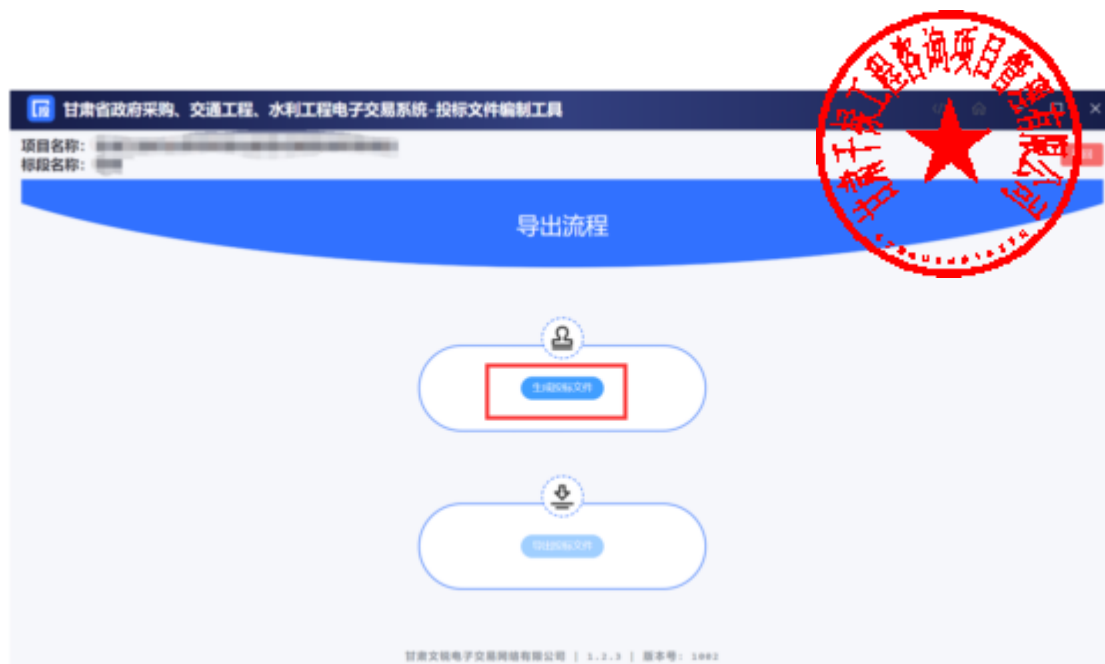 甘肃省政府采购、交通工程、水利工程电子交易系统-投标文件编制工具
项目名称:
标段名称:
导出流程
生成投标文件
导出投标文件
甘肃文锐电子交易网络有限公司 | 1.2.3 | 版本号: 1002